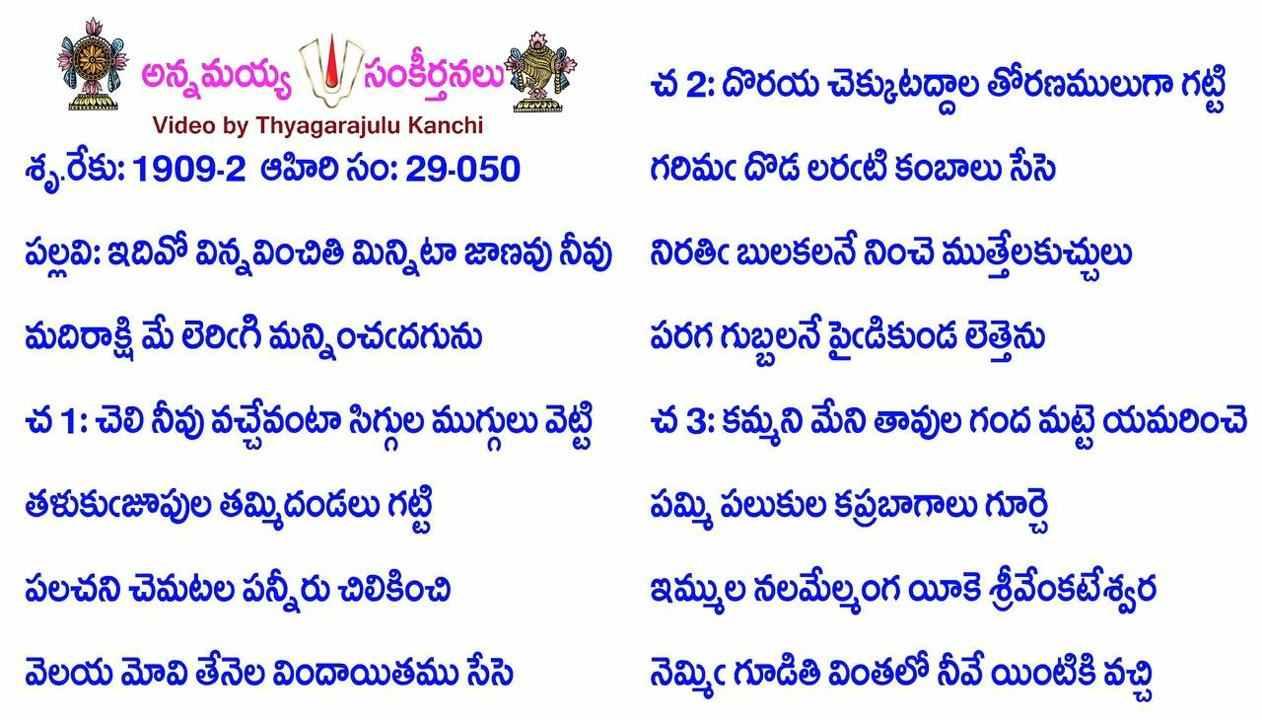 అన్నమయ్య సంకీర్తనలు
Video by Thyagarajulu Kanchi
శృ.రేకు: 1909-2 ఆహిరి సం: 29-050
పల్లవి: ఇదివో విన్నవించితి మిన్నిటా జాణవు నీవు
మదిరాక్షి మే లెరిఁగి మన్నించఁదగును
చ 1: చెలి నీవు వచ్చేవంటా సిగ్గుల ముగ్గులు వెట్టి
తళుకుఁజూపుల తమ్మిదండలు గట్టి
పలచని చెమటల పన్నీరు చిలికించి
వెలయ మోవి తేనెల విందాయితము సేసె
చ 2: దొరయ చెక్కుటద్దాల తోరణములుగా గట్టి
గరిమఁ దొడ లరఁటి కంబాలు సేసె
నిరతిఁ బులకలనే నించె ముత్తేలకుచ్చులు
పరగ గుబ్బలనే పైఁడికుండ లెత్తెను
చ 3: కమ్మని మేని తావుల గంద మట్టె యమరించె
పమ్మి పలుకుల కప్రబాగాలు గూర్చె
ఇమ్ముల నలమేల్మంగ యీకె శ్రీవేంకటేశ్వర
నెమ్మిఁ గూడితి వింతలో నీవే యింటికి వచ్చి